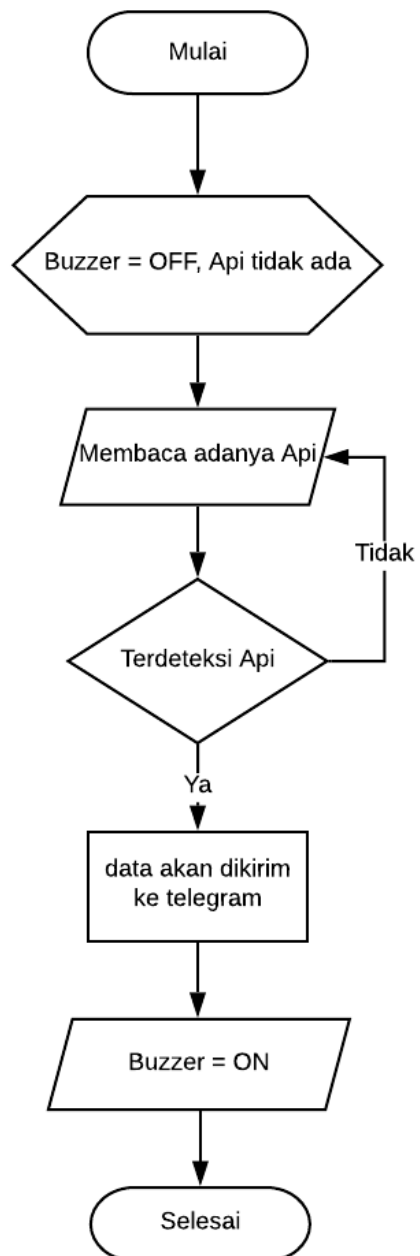 Mulai
Buzzer = OFF, Api tidak ada
Membaca adanya Api
Tidak
Terdeteksi Api
Ya
data akan dikirim
ke telegram
Buzzer = ON
Selesai